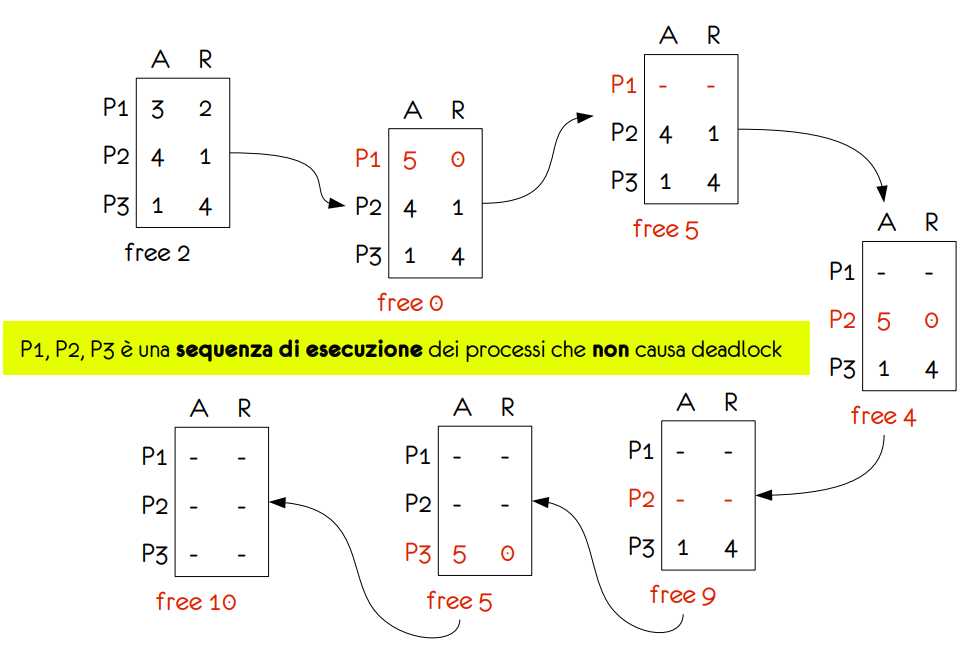 A R
P1 3 2
P2 4 1
P3 1 4
free 2
A R
P1 5 0
P2 4 1
P3 1 4
free 0
A R
P1 - -
P2 4 1
P3 1 4
free 5
A R
P1 - -
P2 5 0
P3 1 4
free 4
P1, P2, P3 è una sequenza di esecuzione dei processi che non causa deadlock
A R
P1 - -
P2 - -
P3 1 4
free 9
A R
P1 - -
P2 - -
P3 5 0
free 5
A R
P1 - -
P2 - -
P3 - -
free 10